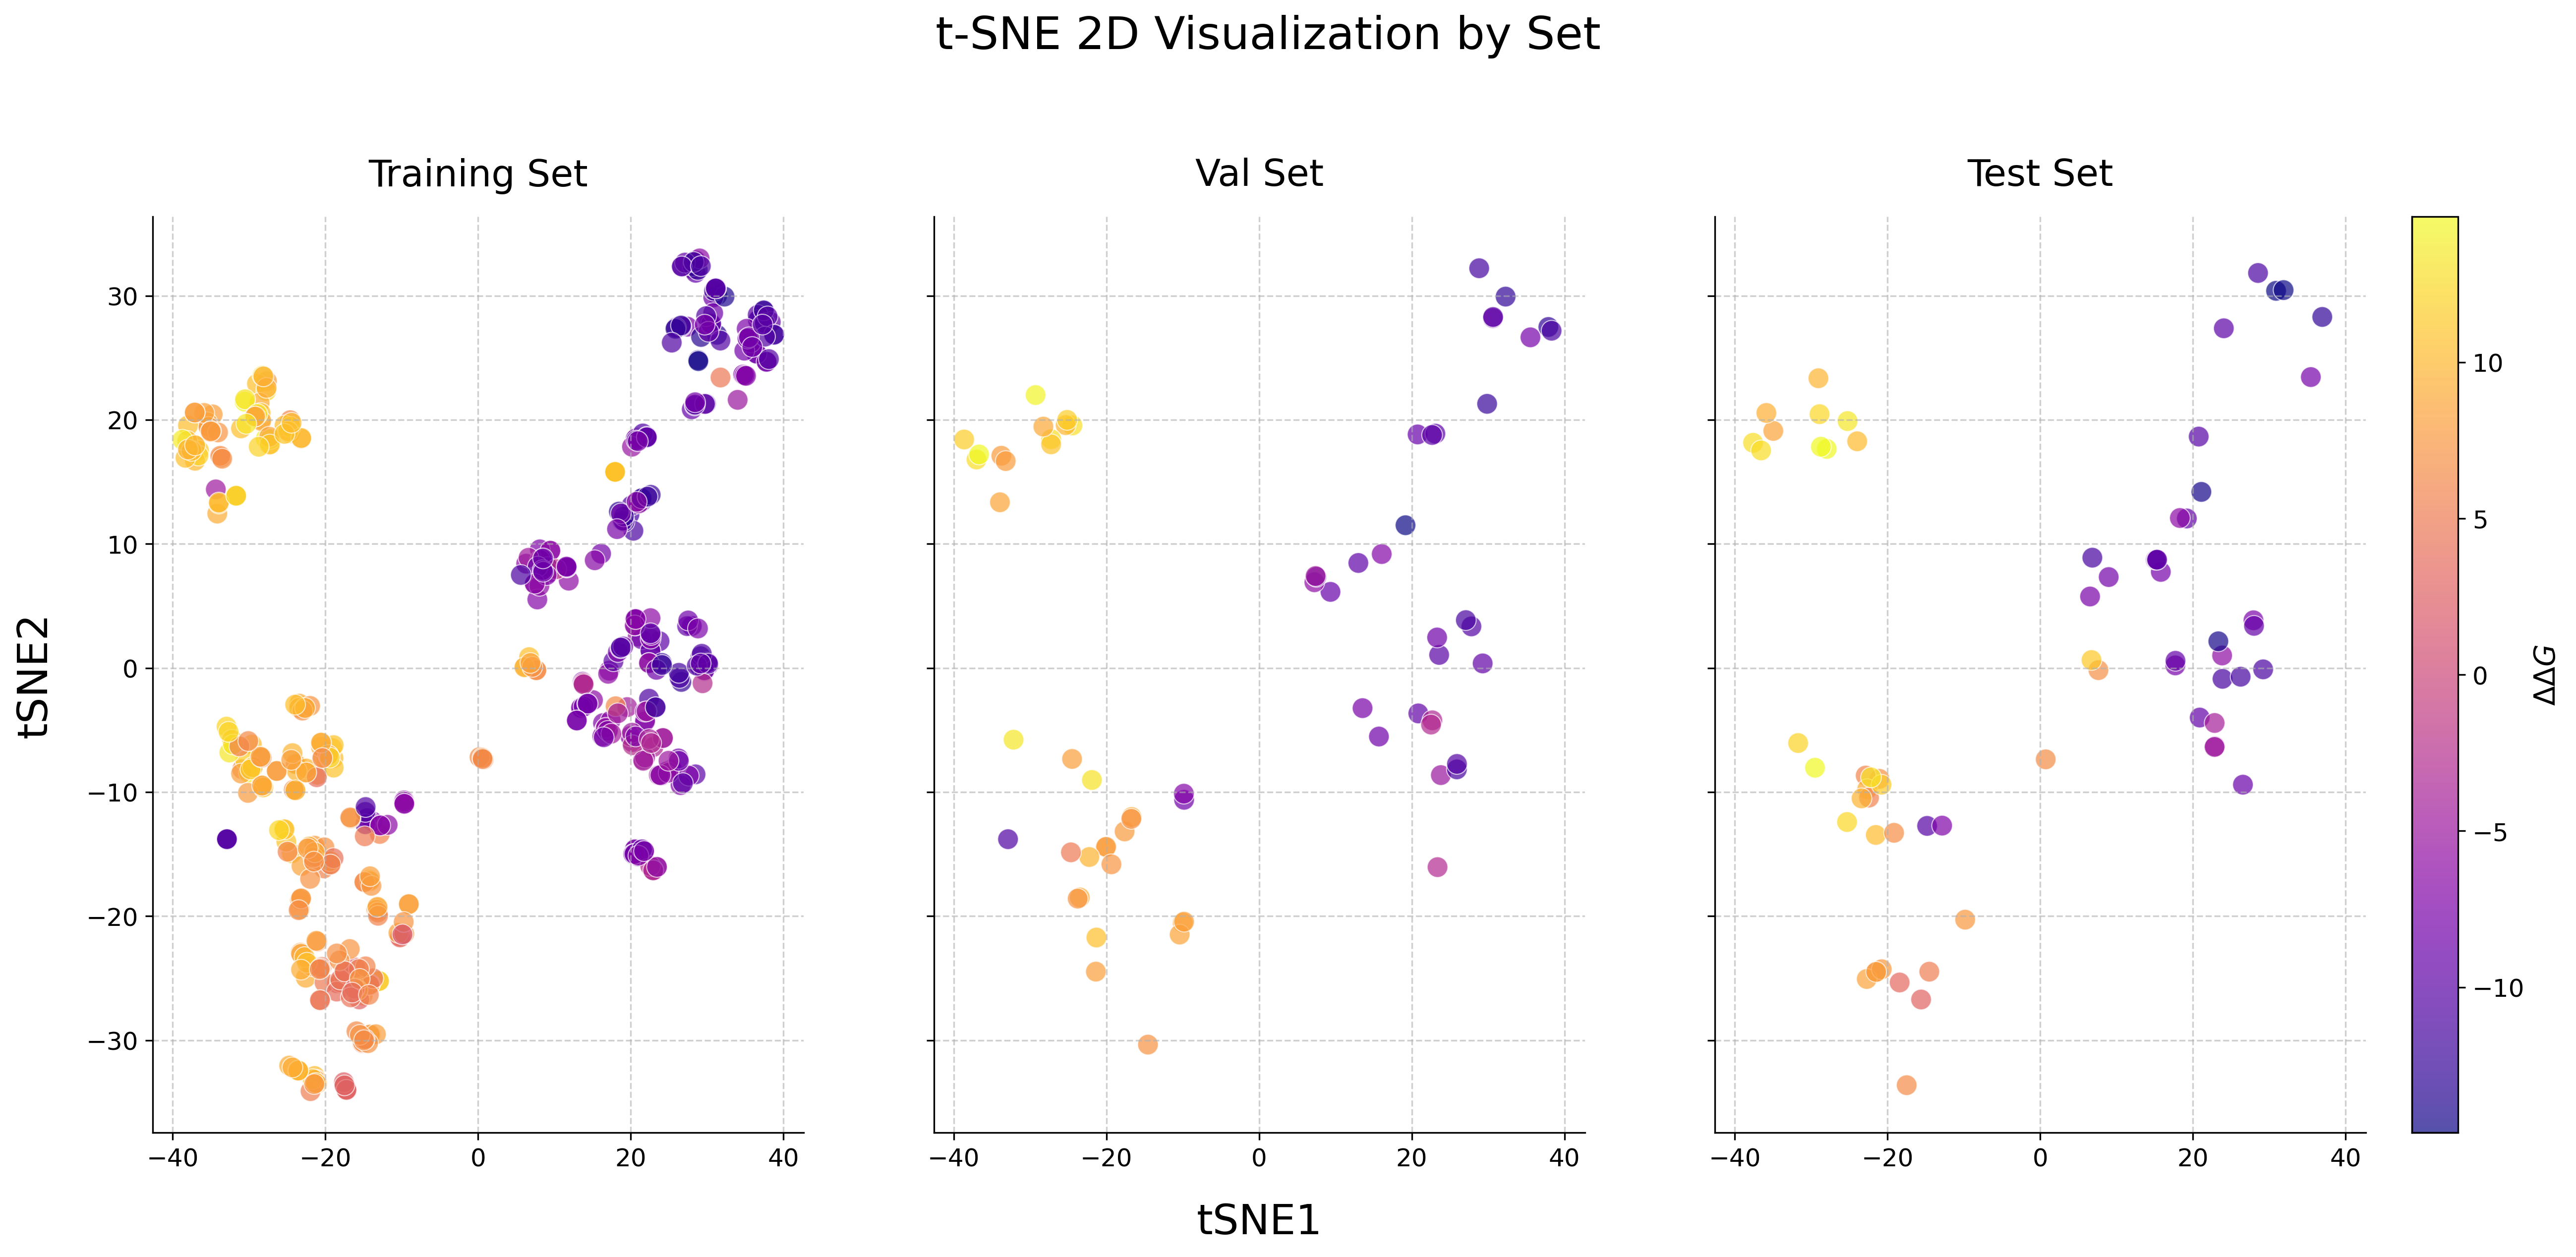 t-SNE 2D Visualization by Set
Training Set
Val Set
Test Set
tSNE2
30
20
10
0
−10
−20
−30
−40 −20 0 20 40
−40 −20 0 20 40
−40 −20 0 20 40
tSNE1
10
5
0
−5
−10
ΔΔG